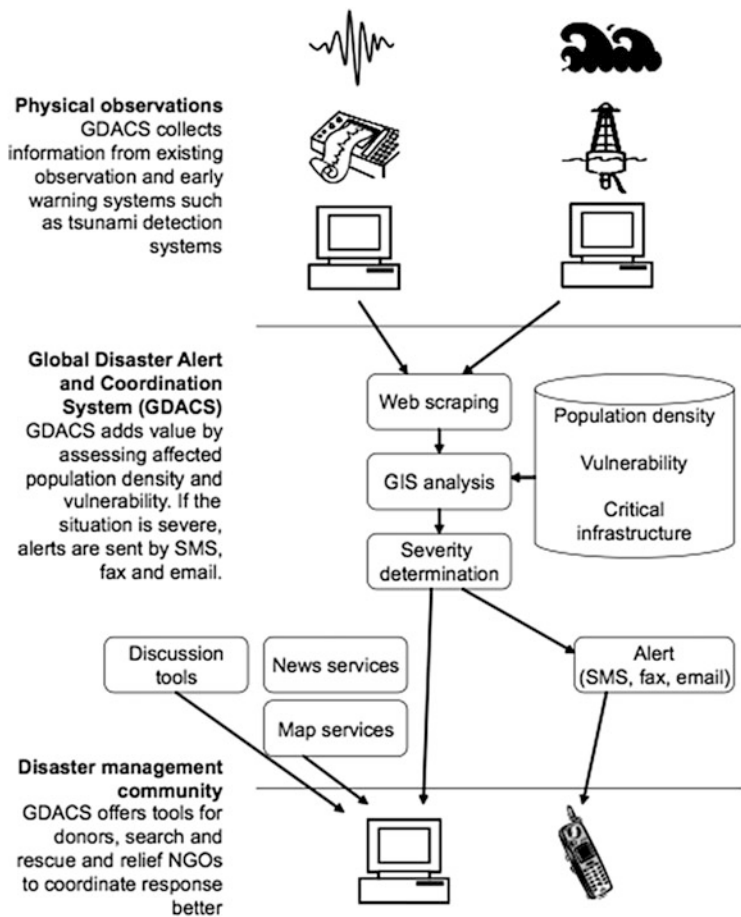 Physical observations
GDACS collects
information from existing
observation and early
warning systems such
as tsunami detection
systems
Global Disaster Alert
and Coordination
System (GDACS)
GDACS adds value by
assessing affected
population density and
vulnerability. If the
situation is severe,
alerts are sent by SMS,
fax and email.
Web scraping
GIS analysis
Severity
determination
Population density
Vulnerability
Critical
infrastructure
Discussion
tools
News services
Map services
Alert
(SMS, fax, email)
Disaster management
community
GDACS offers tools for
donors, search and
rescue and relief NGOs
to coordinate response
better